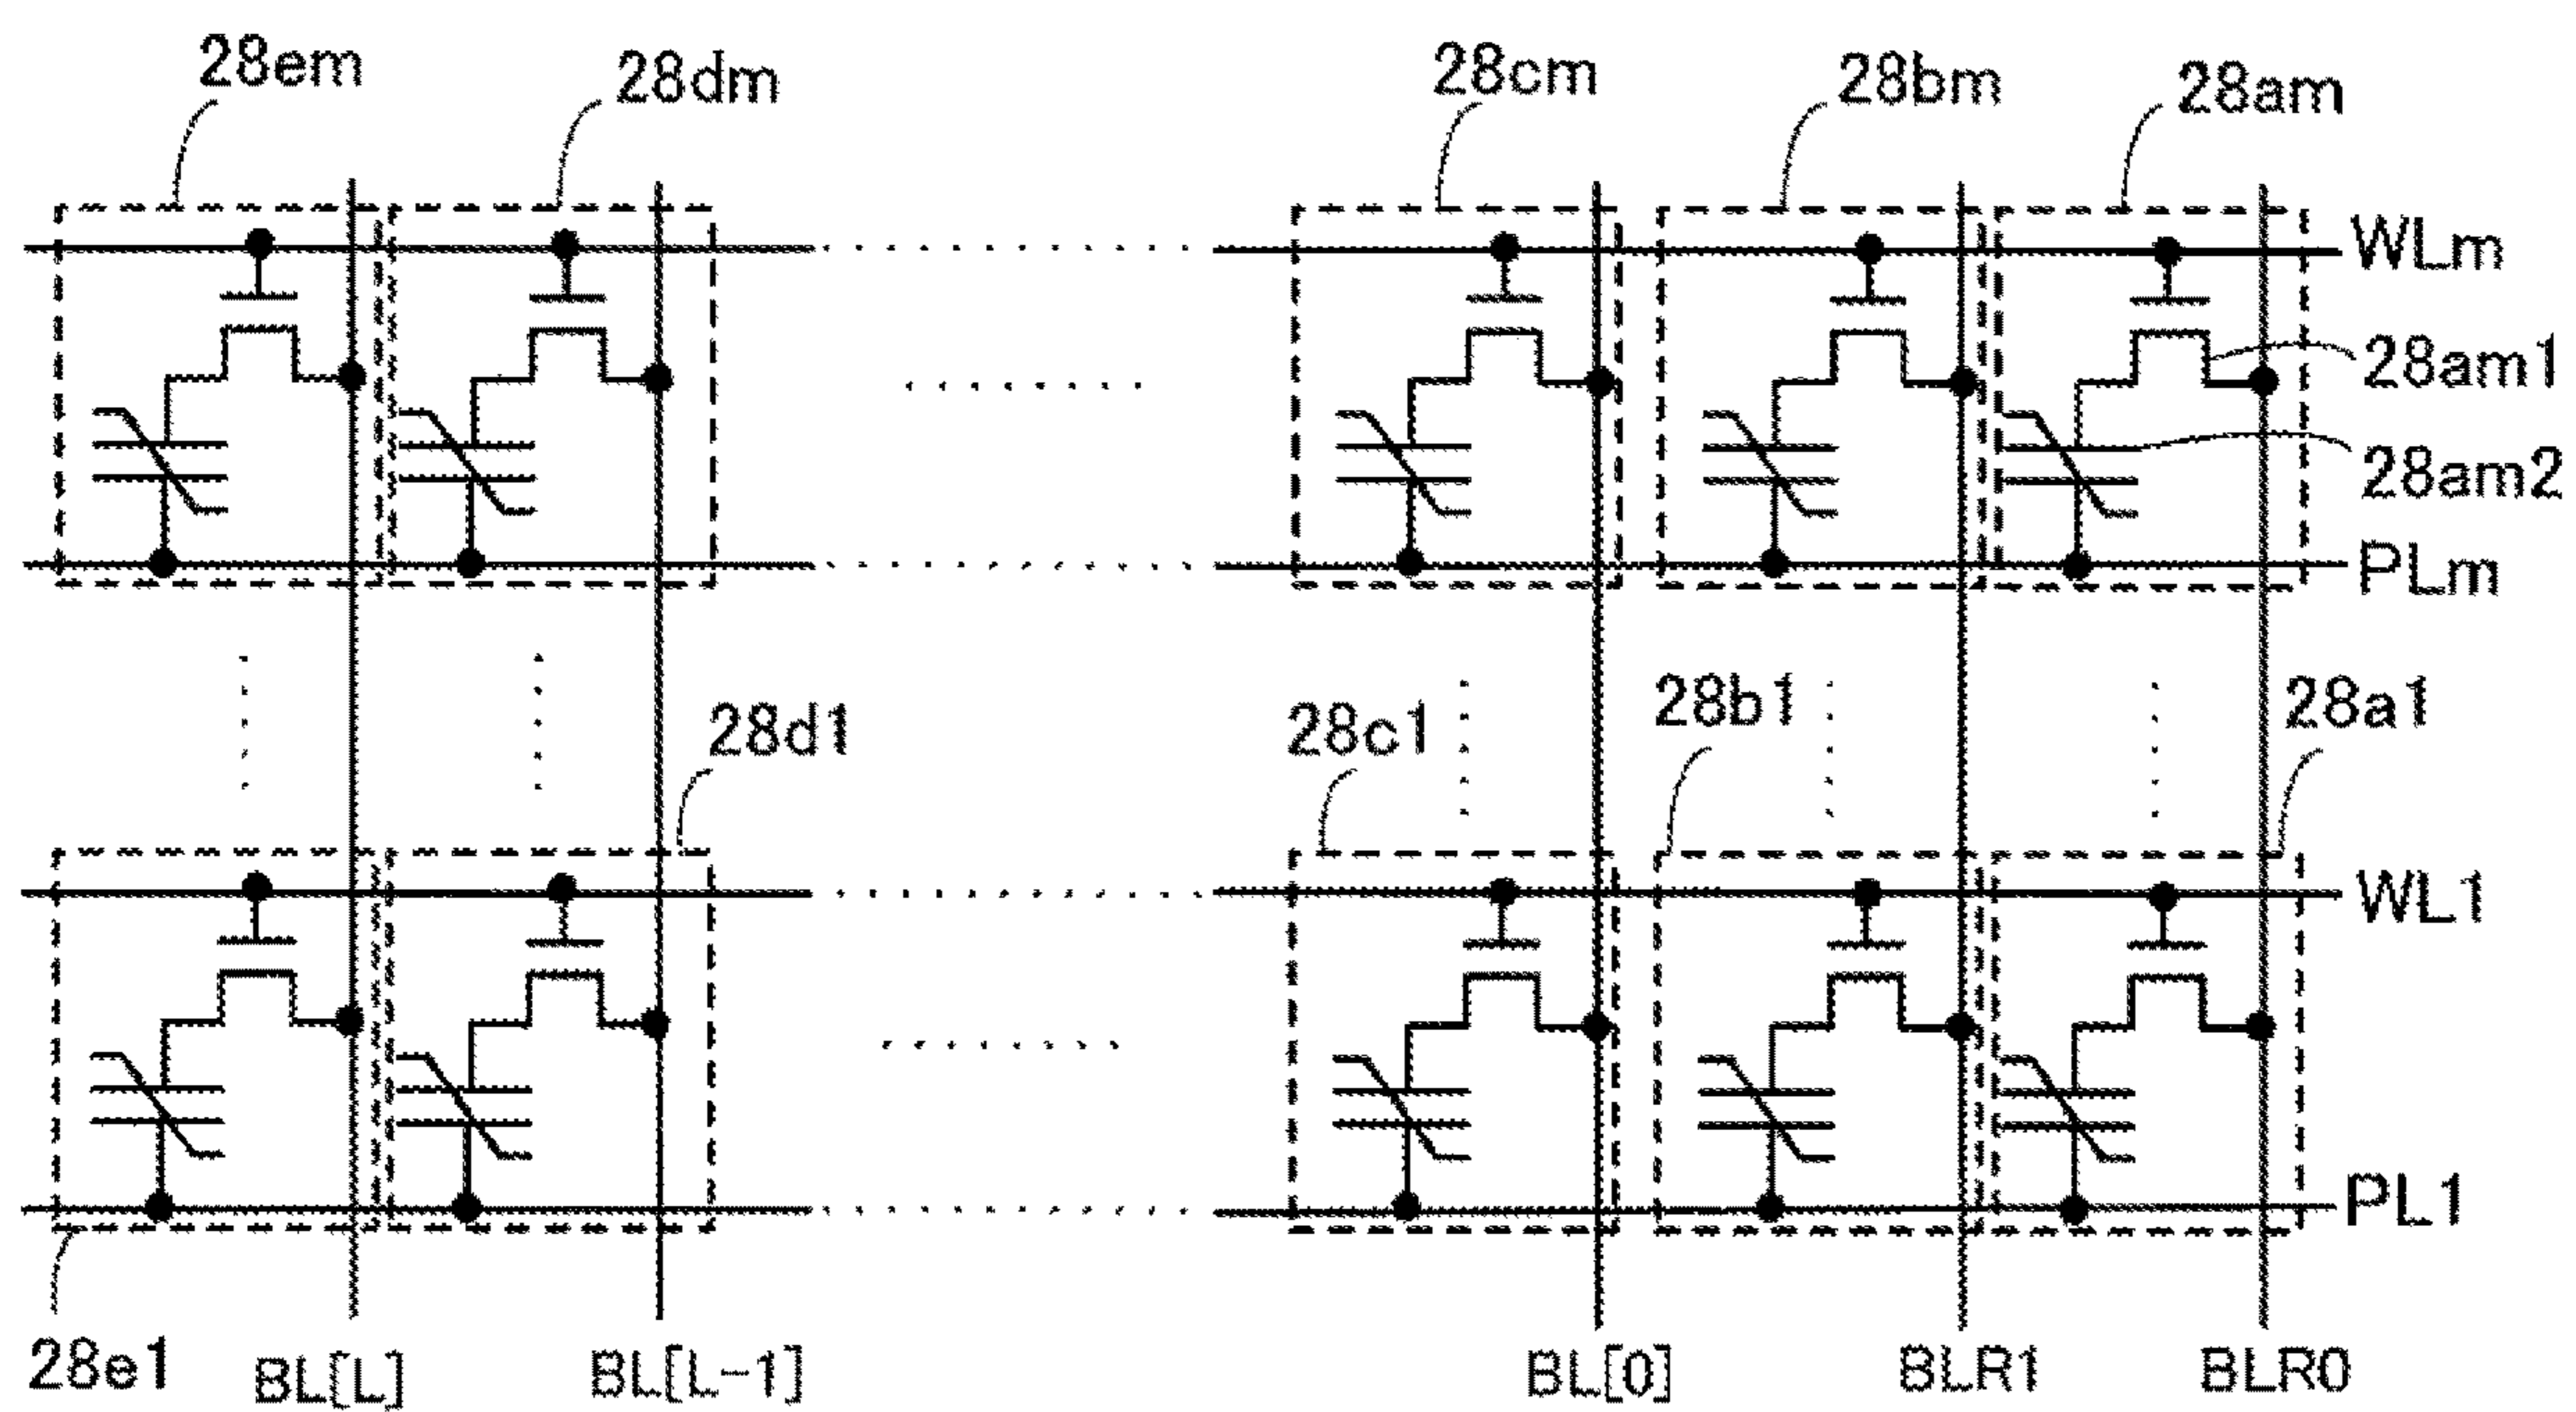 28em 28dm 28cm 28bm 28am
WLm
28am1
28am2
PLm
28d1 28c1 28b1 28a1
WL1
PL1
28e1 BL[L] BL[L-1] BL[0] BLR1 BLR0